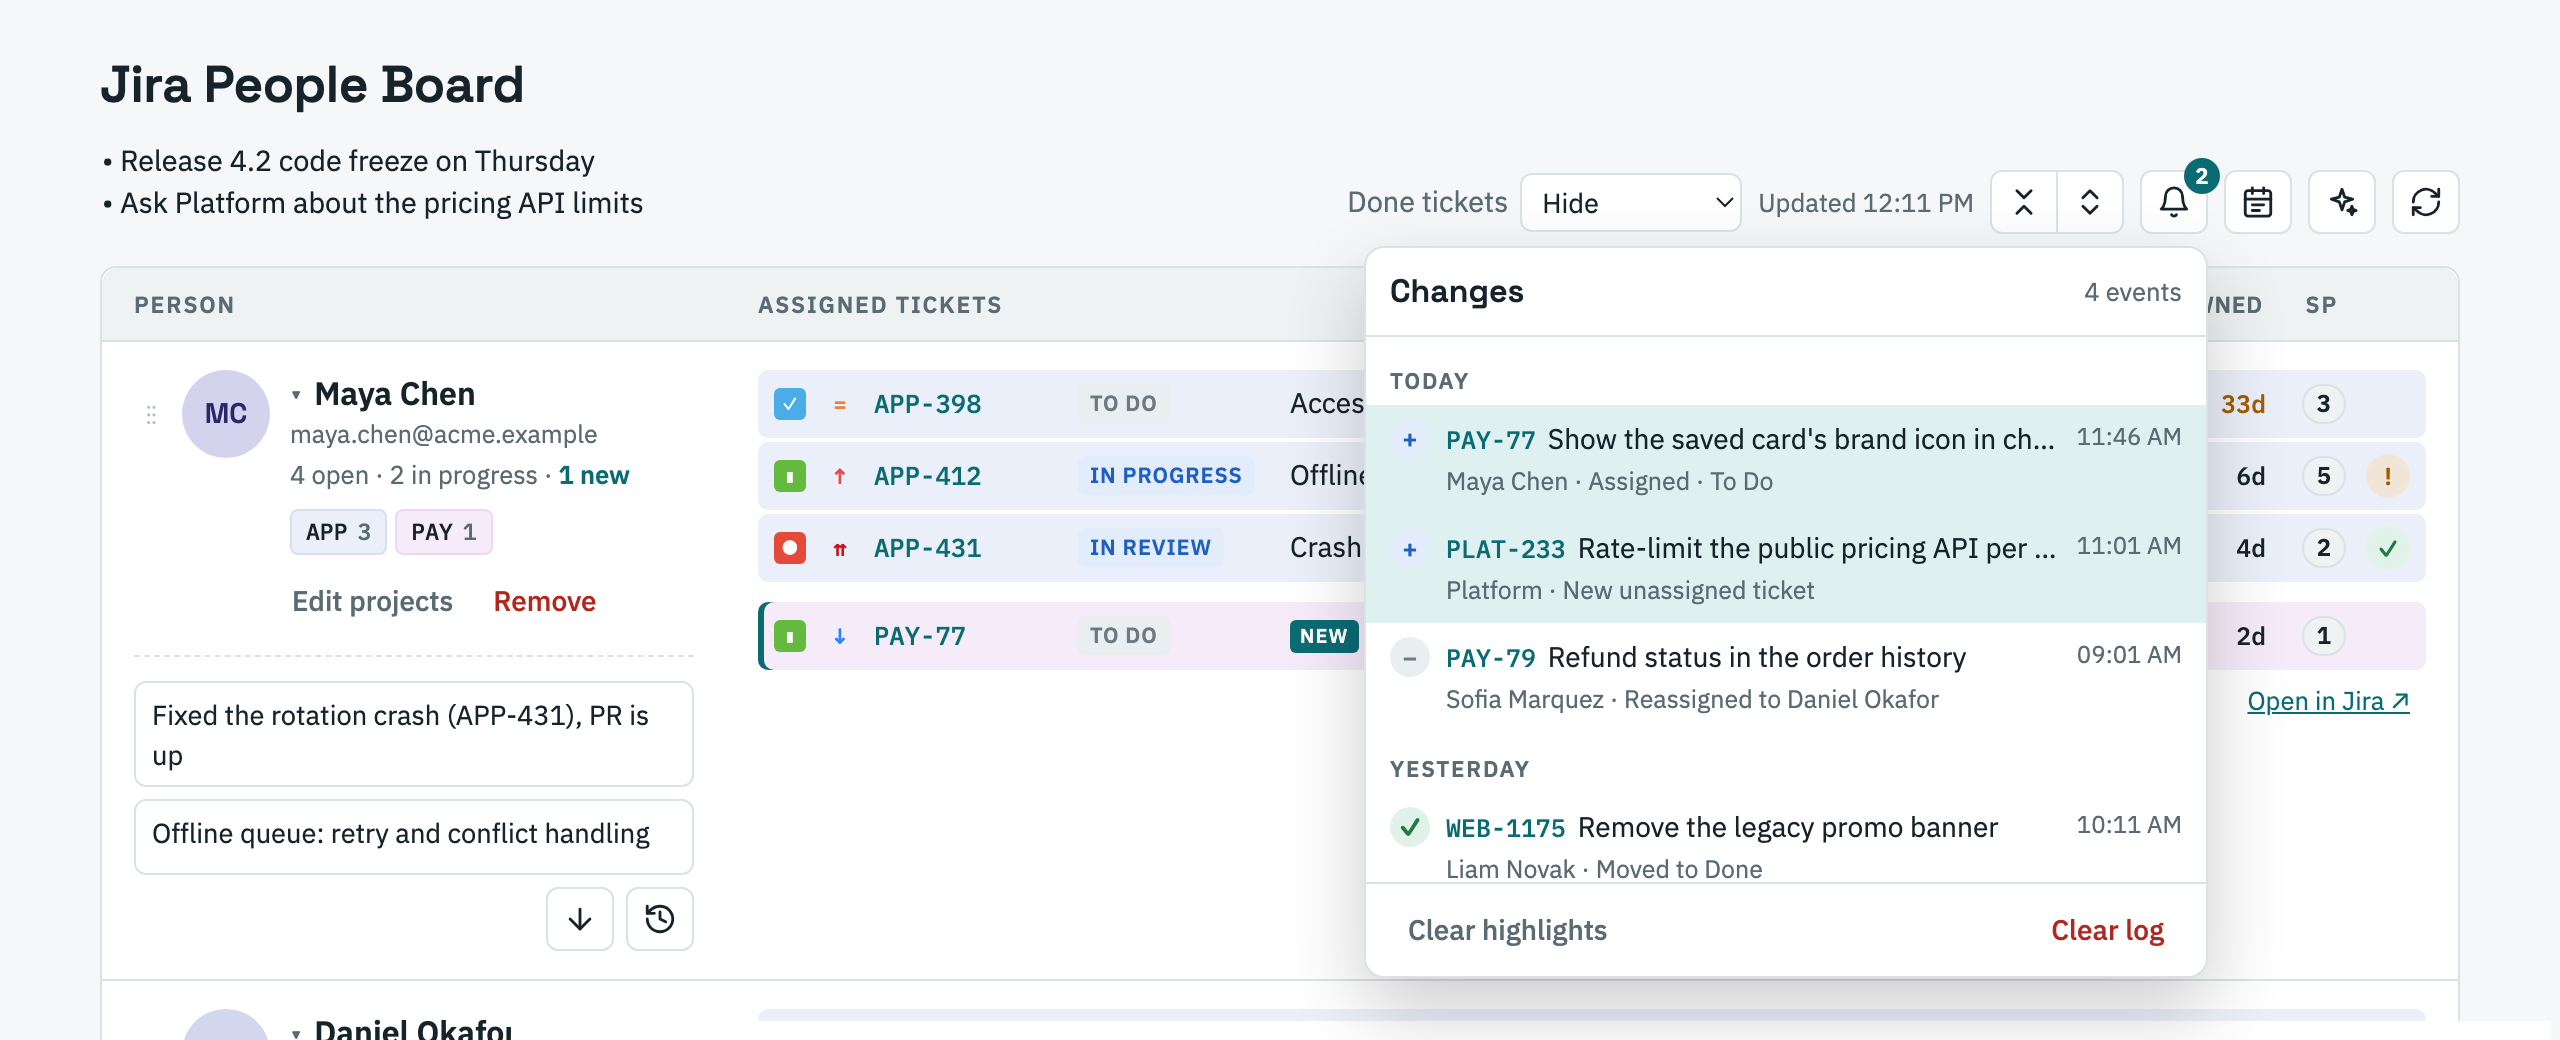 Jira People Board
• Release 4.2 code freeze on Thursday
• Ask Platform about the pricing API limits
Done tickets Hide Updated 12:11 PM 2
PERSON ASSIGNED TICKETS SP
MC Maya Chen
maya.chen@acme.example
4 open · 2 in progress · 1 new
APP 3 PAY 1
Edit projects Remove
Fixed the rotation crash (APP-431), PR is
up
Offline queue: retry and conflict handling
APP-398 TO DO 33d 3
APP-412 IN PROGRESS 6d 5 !
APP-431 IN REVIEW Crash 4d 2
PAY-77 TO DO NEW 2d 1
Open in Jira ↗
Changes 4 events
TODAY
+ PAY-77 Show the saved card's brand icon in ch... 11:46 AM
Maya Chen · Assigned · To Do
+ PLAT-233 Rate-limit the public pricing API per ... 11:01 AM
Platform · New unassigned ticket
– PAY-79 Refund status in the order history 09:01 AM
Sofia Marquez · Reassigned to Daniel Okafor
YESTERDAY
WEB-1175 Remove the legacy promo banner 10:11 AM
Liam Novak · Moved to Done
Clear highlights Clear log
Daniel Okafor